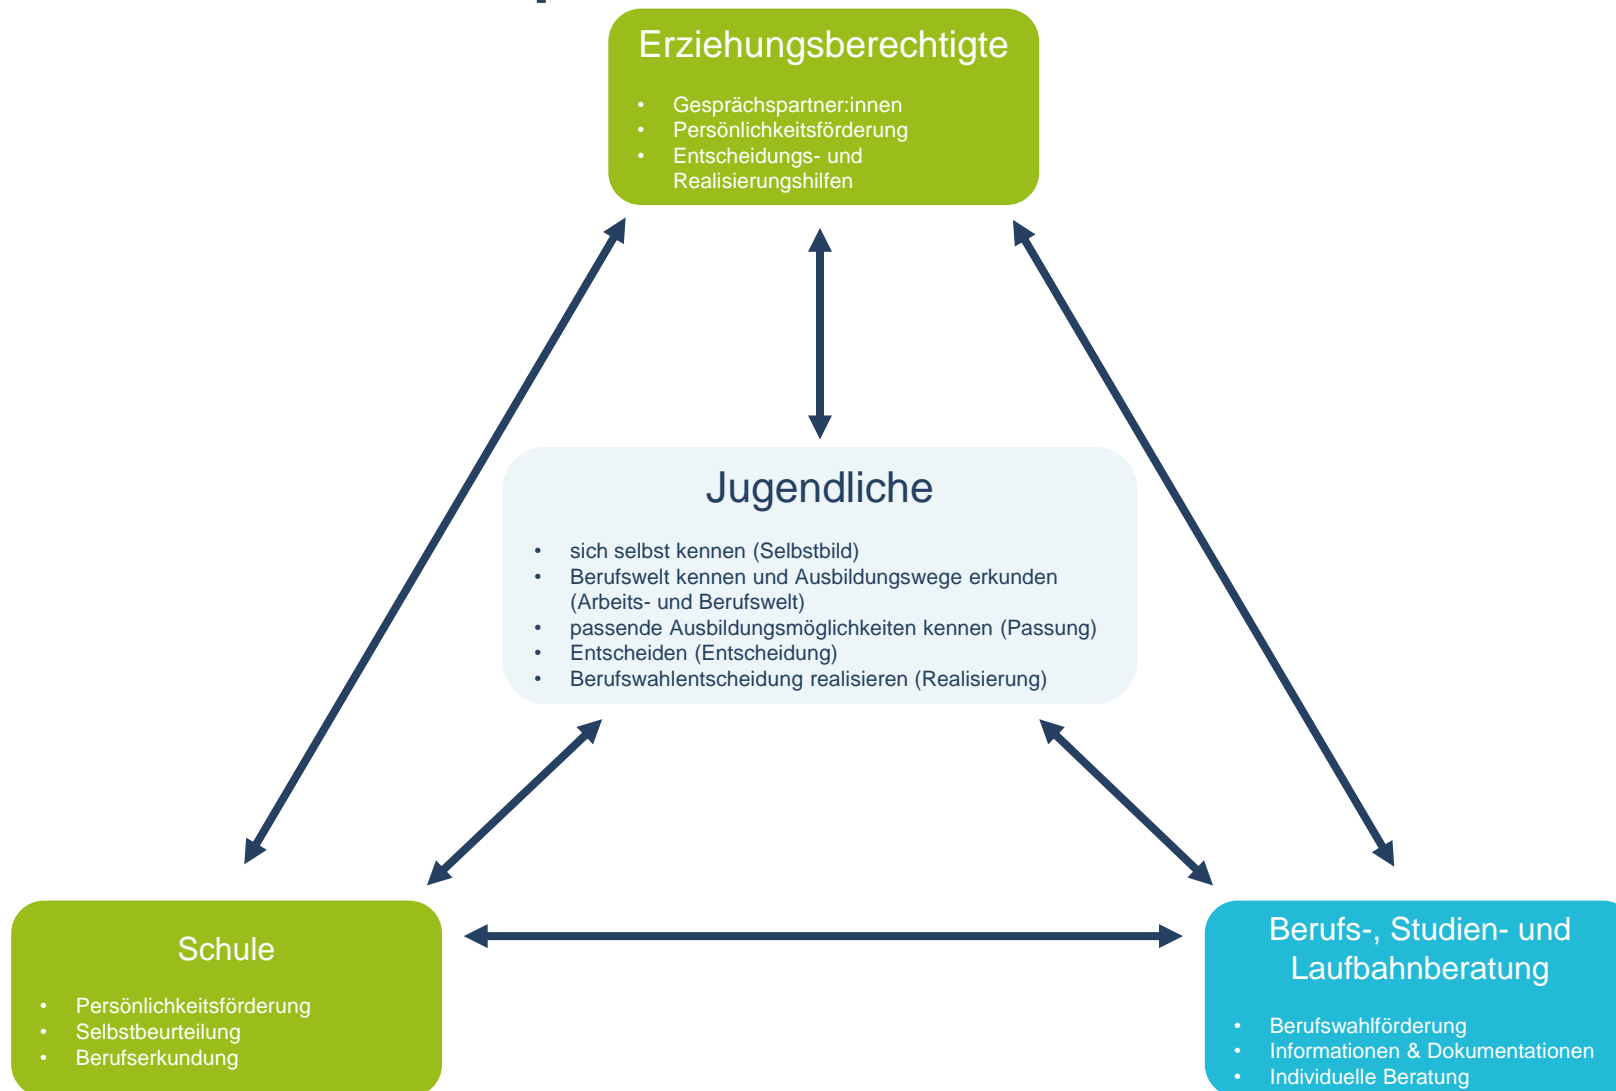 Erziehungsberechtigte
• Gesprächspartner:innen
• Persönlichkeitsförderung
• Entscheidungs- und
Realisierungshilfen
Jugendliche
• sich selbst kennen (Selbstbild)
• Berufswelt kennen und Ausbildungswege erkunden
(Arbeits- und Berufswelt)
• passende Ausbildungsmöglichkeiten kennen (Passung)
• Entscheiden (Entscheidung)
• Berufswahlentscheidung realisieren (Realisierung)
Schule
• Persönlichkeitsförderung
• Selbstbeurteilung
• Berufserkundung
Berufs-, Studien- und
Laufbahnberatung
• Berufswahlförderung
• Informationen & Dokumentationen
• Individuelle Beratung